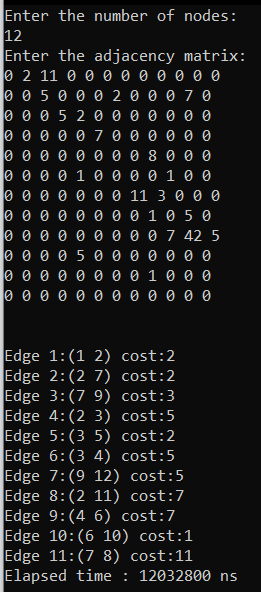 Enter the number of nodes:
12
Enter the adjacency matrix:
0 2 11 0 0 0 0 0 0 0 0 0
0 0 5 0 0 0 2 0 0 0 7 0
0 0 0 5 2 0 0 0 0 0 0 0
0 0 0 0 0 7 0 0 0 0 0 0
0 0 0 0 0 0 0 0 8 0 0 0
0 0 0 0 1 0 0 0 0 1 0 0
0 0 0 0 0 0 0 11 3 0 0 0
0 0 0 0 0 0 0 0 1 0 5 0
0 0 0 0 0 0 0 0 0 7 42 5
0 0 0 0 5 0 0 0 0 0 0 0
0 0 0 0 0 0 0 0 1 0 0 0
0 0 0 0 0 0 0 0 0 0 0 0
Edge 1:(1 2) cost:2
Edge 2:(2 7) cost:2
Edge 3:(7 9) cost:3
Edge 4:(2 3) cost:5
Edge 5:(3 5) cost:2
Edge 6:(3 4) cost:5
Edge 7:(9 12) cost:5
Edge 8:(2 11) cost:7
Edge 9:(4 6) cost:7
Edge 10:(6 10) cost:1
Edge 11:(7 8) cost:11
Elapsed time : 12032800 ns